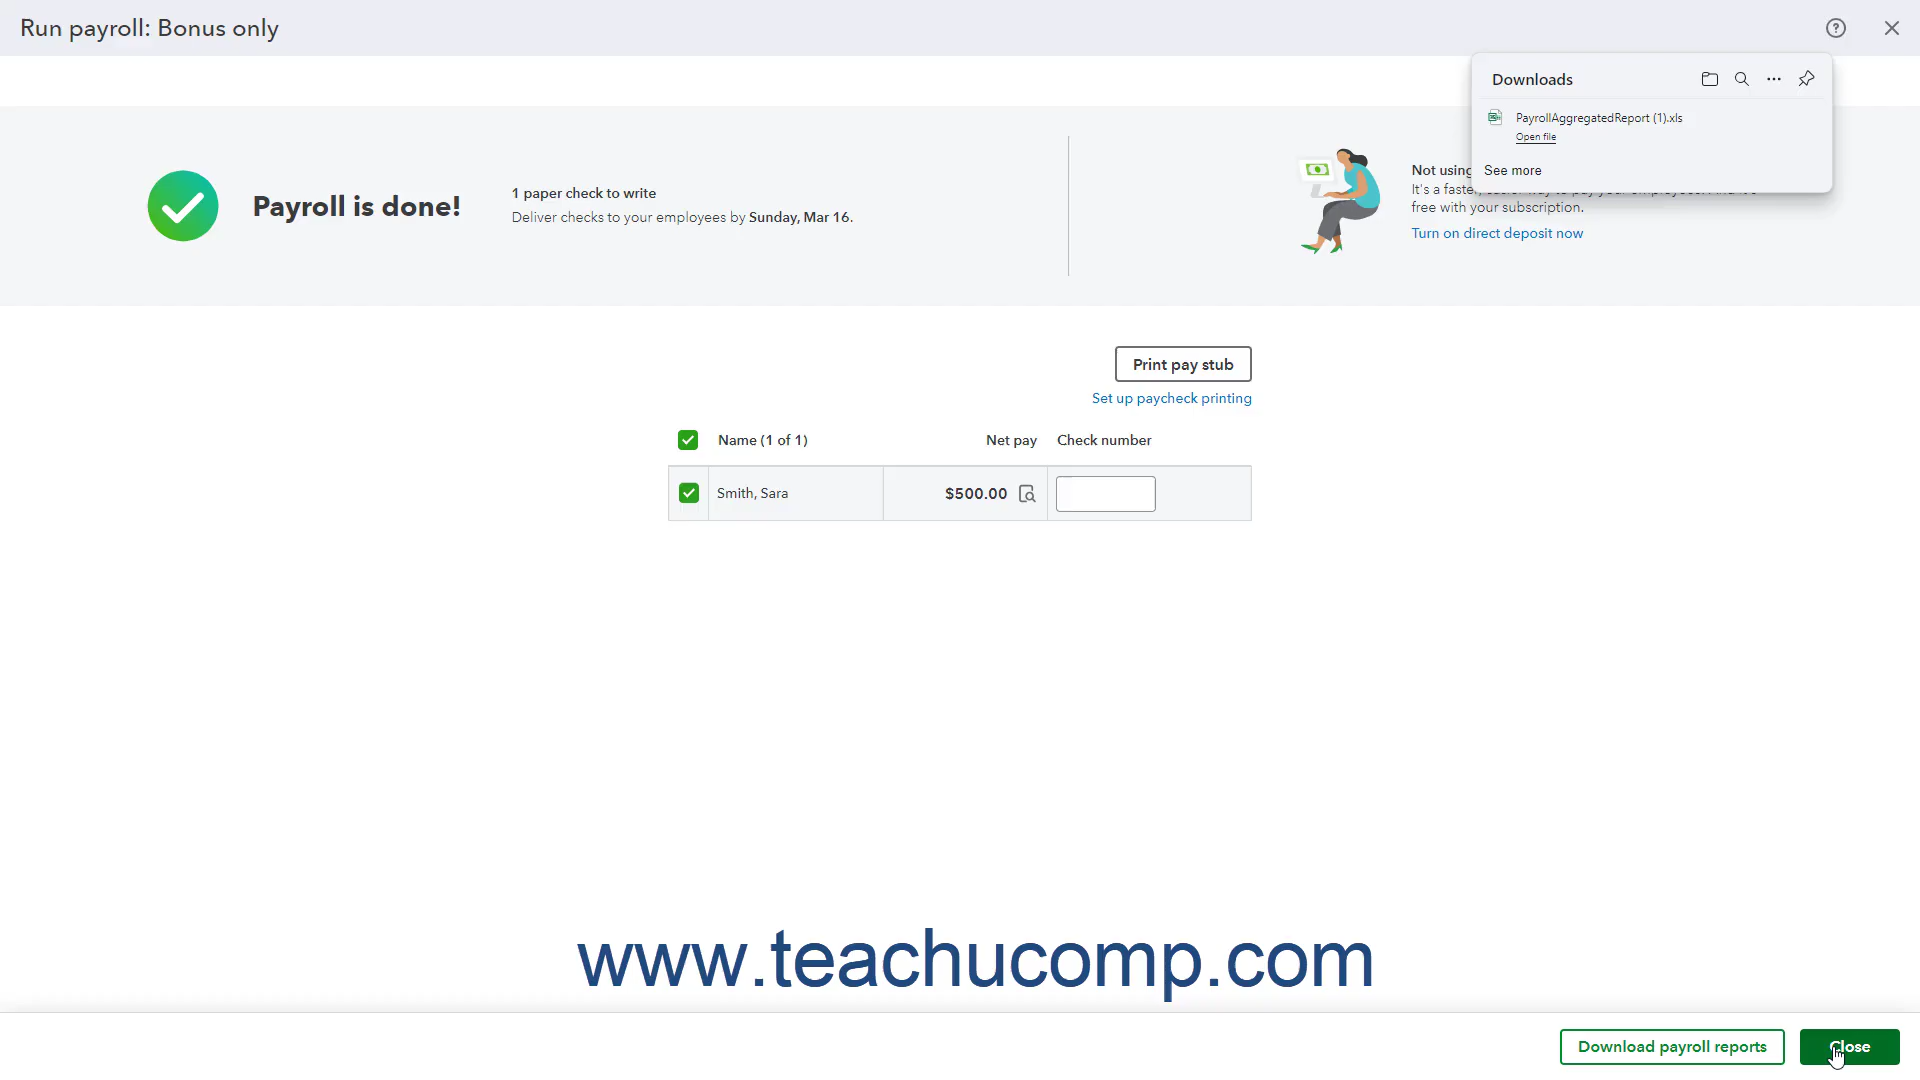 Run payroll: Bonus only
Downloads
PayrollAggregatedReport (1).xls
Open file
See more
Payroll is done!
1 paper check to write
Deliver checks to your employees by Sunday, Mar 16.
Not using
It's a faster,
free with your subscription.
Turn on direct deposit now
Print pay stub
Set up paycheck printing
Name (1 of 1) Net pay Check number
Smith, Sara $500.00
www.teachucomp.com
Download payroll reports Close